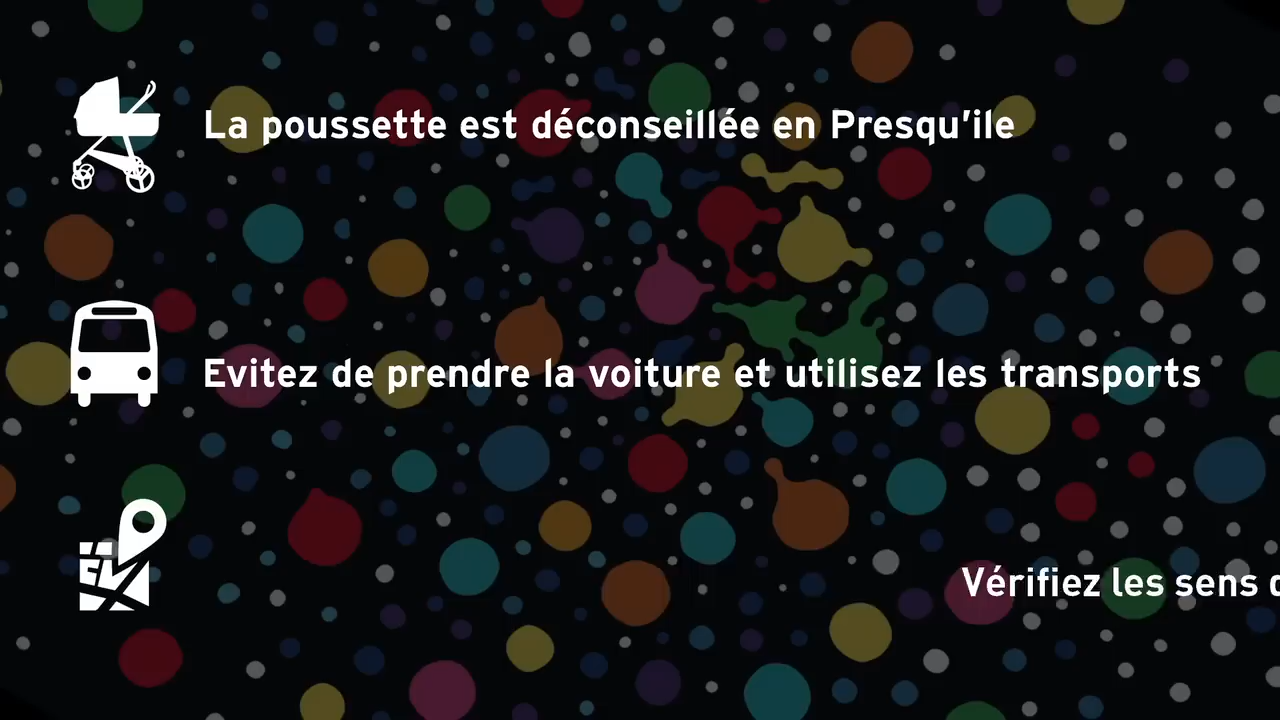 La poussette est déconseillée en Presqu'ile
Evitez de prendre la voiture et utilisez les transports
Vérifiez les sens